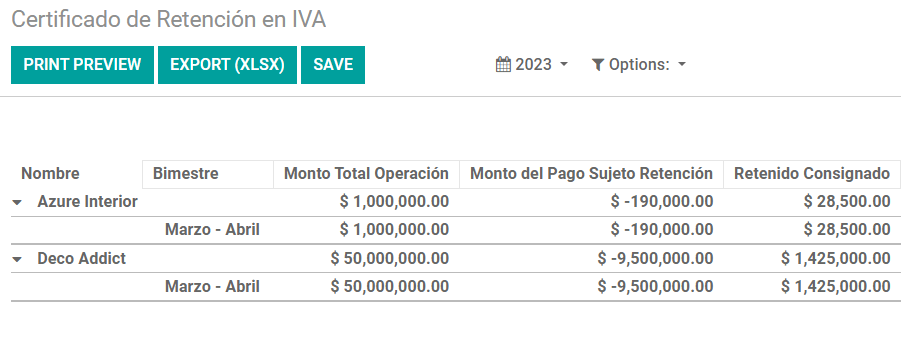 Certificado de Retención en IVA
PRINT PREVIEW EXPORT (XLSX) SAVE 2023 Options:
Nombre Bimestre Monto Total Operación Monto del Pago Sujeto Retención Retenido Consignado
Azure Interior $ 1,000,000.00 $ -190,000.00 $ 28,500.00
Marzo - Abril $ 1,000,000.00 $ -190,000.00 $ 28,500.00
Deco Addict $ 50,000,000.00 $ -9,500,000.00 $ 1,425,000.00
Marzo - Abril $ 50,000,000.00 $ -9,500,000.00 $ 1,425,000.00